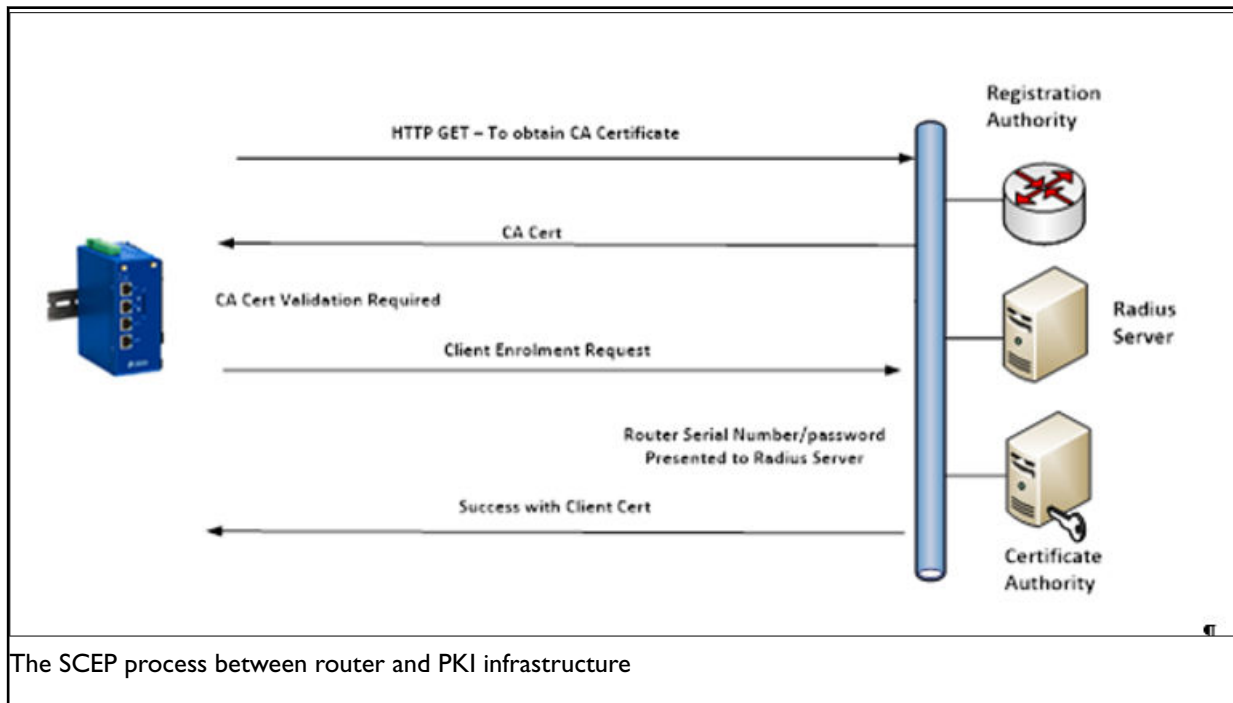 Registration
Authority
HTTP GET – To obtain CA Certificate
CA Cert
CA Cert Validation Required
Radius
Server
Client Enrolment Request
Router Serial Number/password
Presented to Radius Server
Success with Client Cert
Certificate
Authority
¶
The SCEP process between router and PKI infrastructure